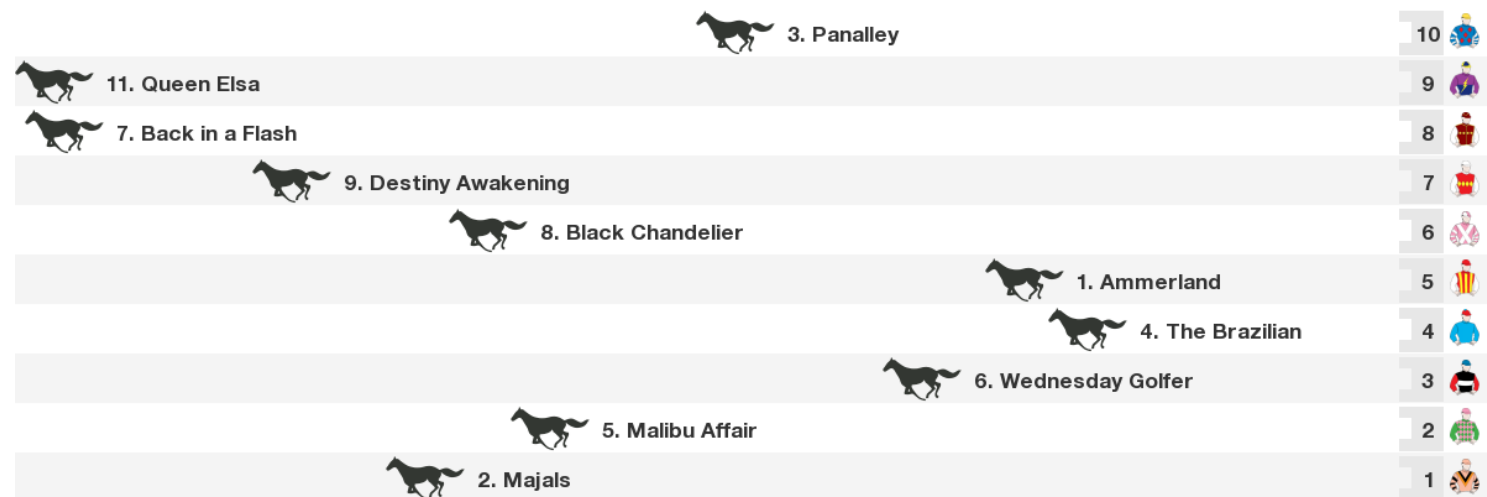 3. Panalley 10
11. Queen Elsa 9
7. Back in a Flash 8
9. Destiny Awakening 7
8. Black Chandelier 6
1. Ammerland 5
4. The Brazilian 4
6. Wednesday Golfer 3
5. Malibu Affair 2
2. Majals 1